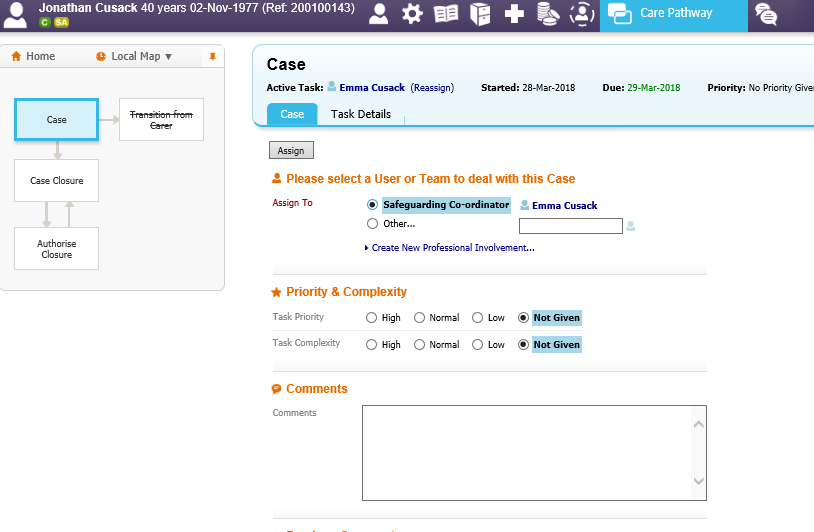 Jonathan Cusack 40 years 02-Nov-1977 (Ref: 200100143)
C SA
Care Pathway
Home
Local Map ▼
Case
Transition from
Carer
Case Closure
Authorise
Closure
Case
Active Task: Emma Cusack (Reassign) Started: 28-Mar-2018 Due: 29-Mar-2018 Priority: No Priority Give
Case Task Details
Assign
Please select a User or Team to deal with this Case
Assign To Safeguarding Co-ordinator Emma Cusack
Other...
Create New Professional Involvement...
Priority & Complexity
Task Priority High Normal Low Not Given
Task Complexity High Normal Low Not Given
Comments
Comments